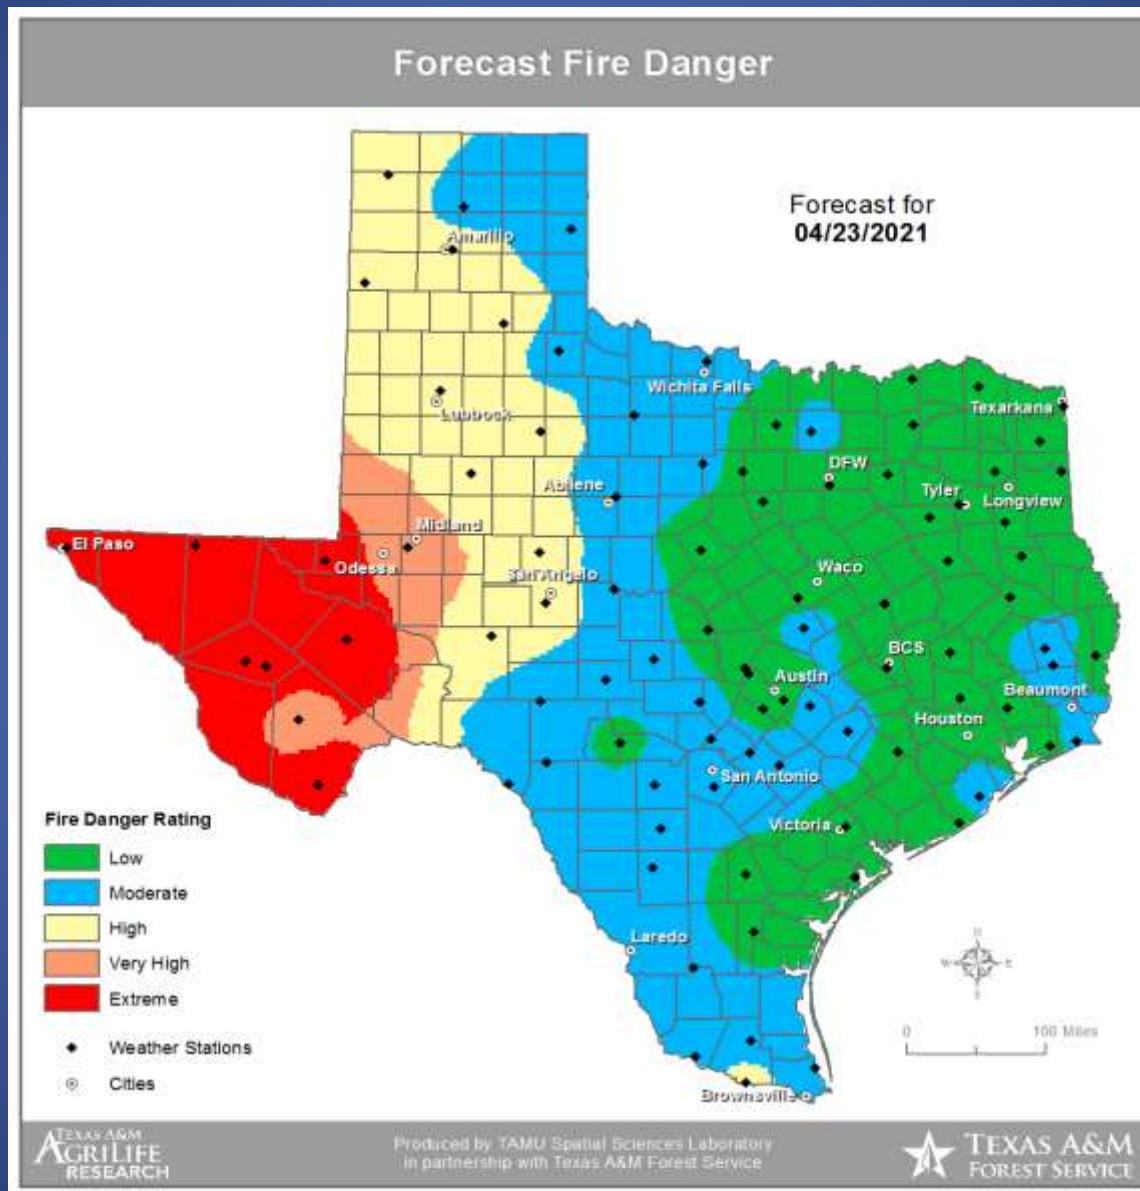 Forecast Fire Danger
Forecast for
04/23/2021
Amarillo
Wichita Falls
Lubbock
Texarkana
DFW
Abilene
Tyler
Longview
Midland
El Paso
Odessa
San Angelo
Waco
BCS
Austin
Beaumont
Houston
San Antonio
Victoria
Laredo
Brownsville
Fire Danger Rating
Low
Moderate
High
Very High
Extreme
Weather Stations
Cities
N
W E
S
0 100 Miles
TEXAS A&M
AGRILIFE
RESEARCH
Produced by TAMU Spatial Sciences Laboratory
in partnership with Texas A&M Forest Service
TEXAS A&M
FOREST SERVICE